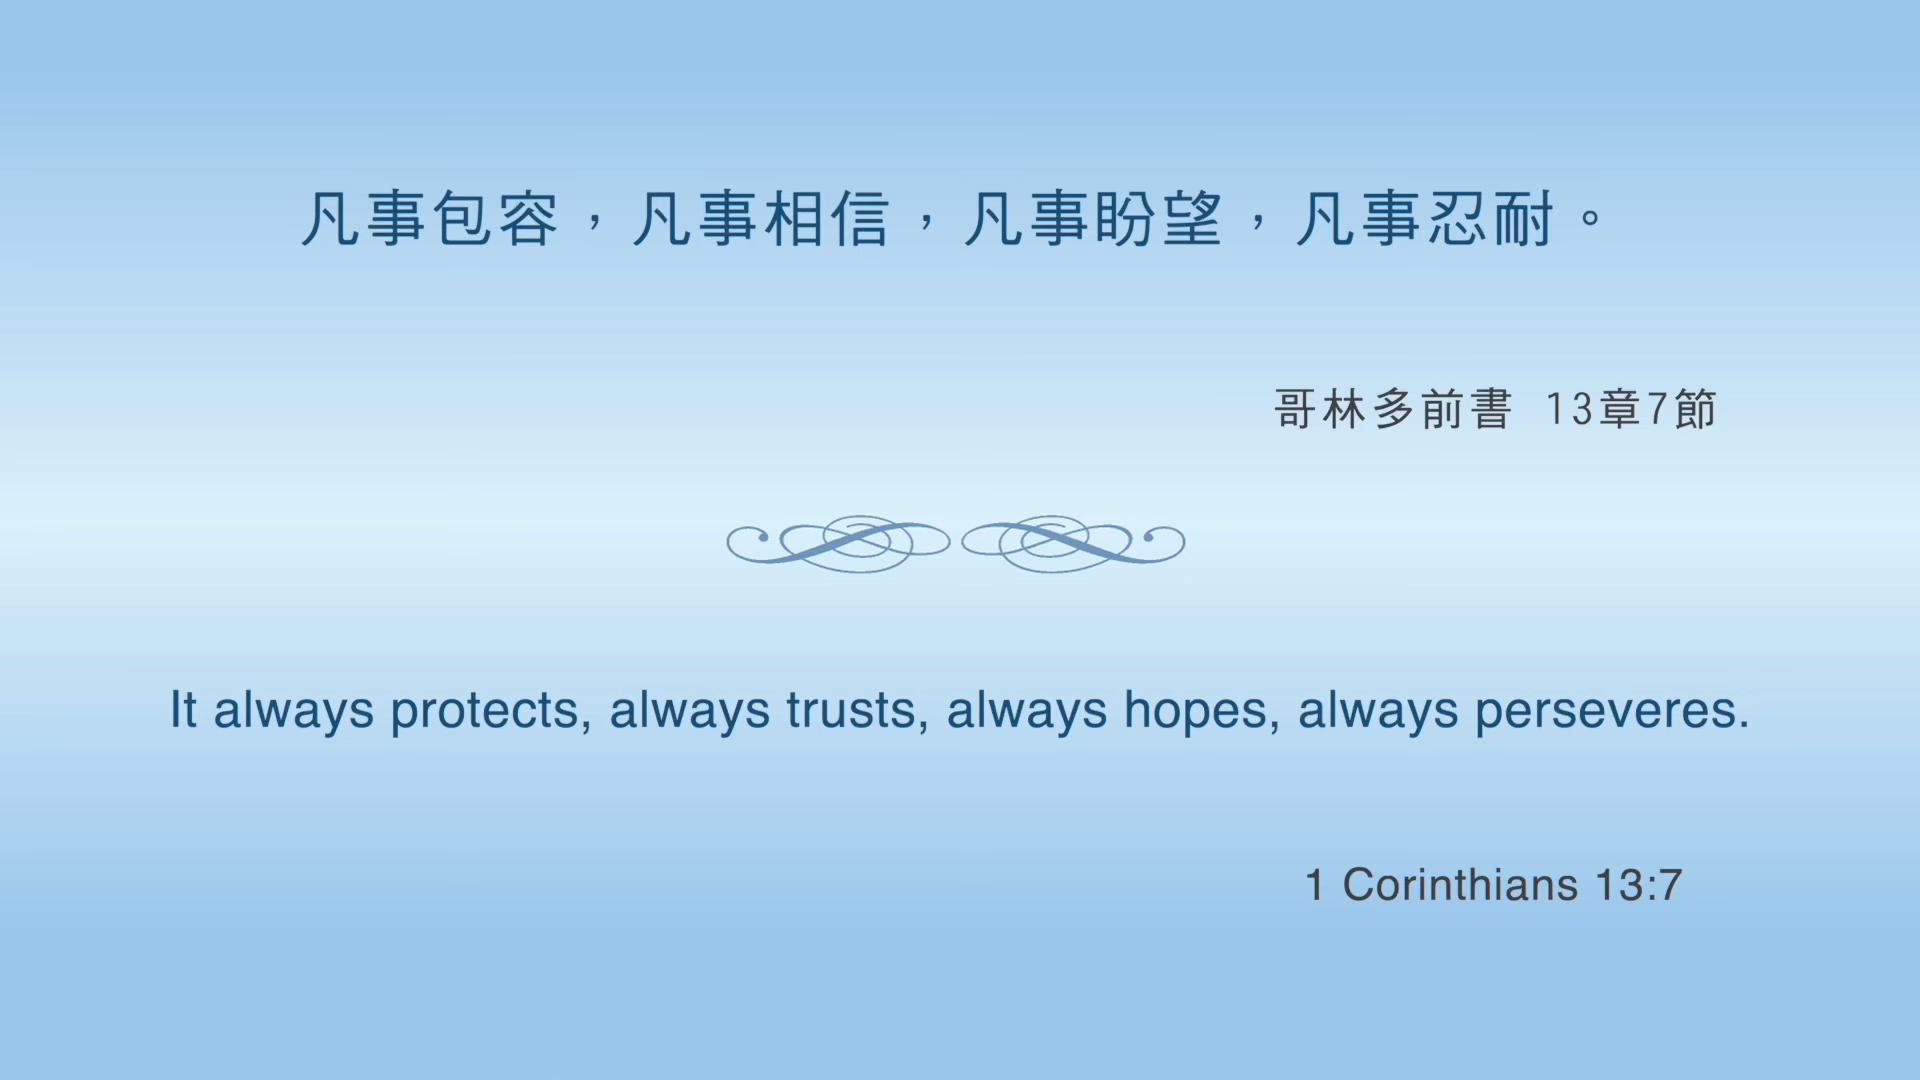 凡事包容，凡事相信，凡事盼望，凡事忍耐。
哥林多前書 13章7節
It always protects, always trusts, always hopes, always perseveres.
1 Corinthians 13:7